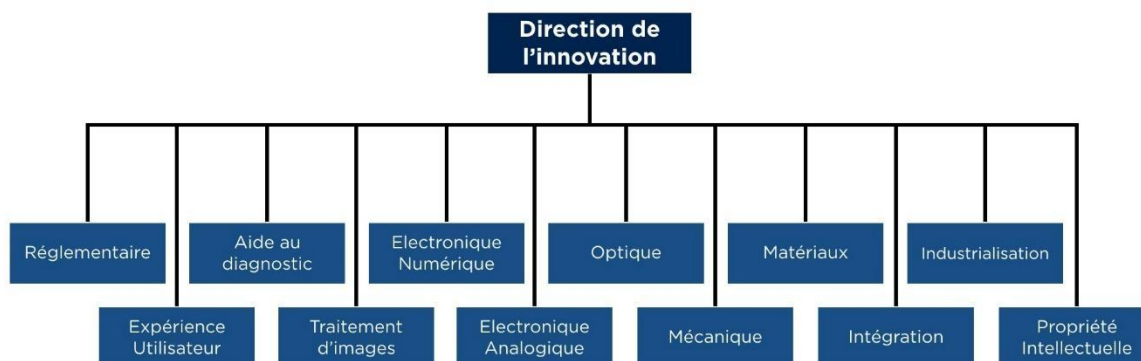 Direction de
l'innovation
Réglementaire
Aide au
diagnostic
Electronique
Numérique
Optique
Matériaux
Industrialisation
Expérience
Utilisateur
Traitement
d'images
Electronique
Analogique
Mécanique
Intégration
Propriété
Intellectuelle